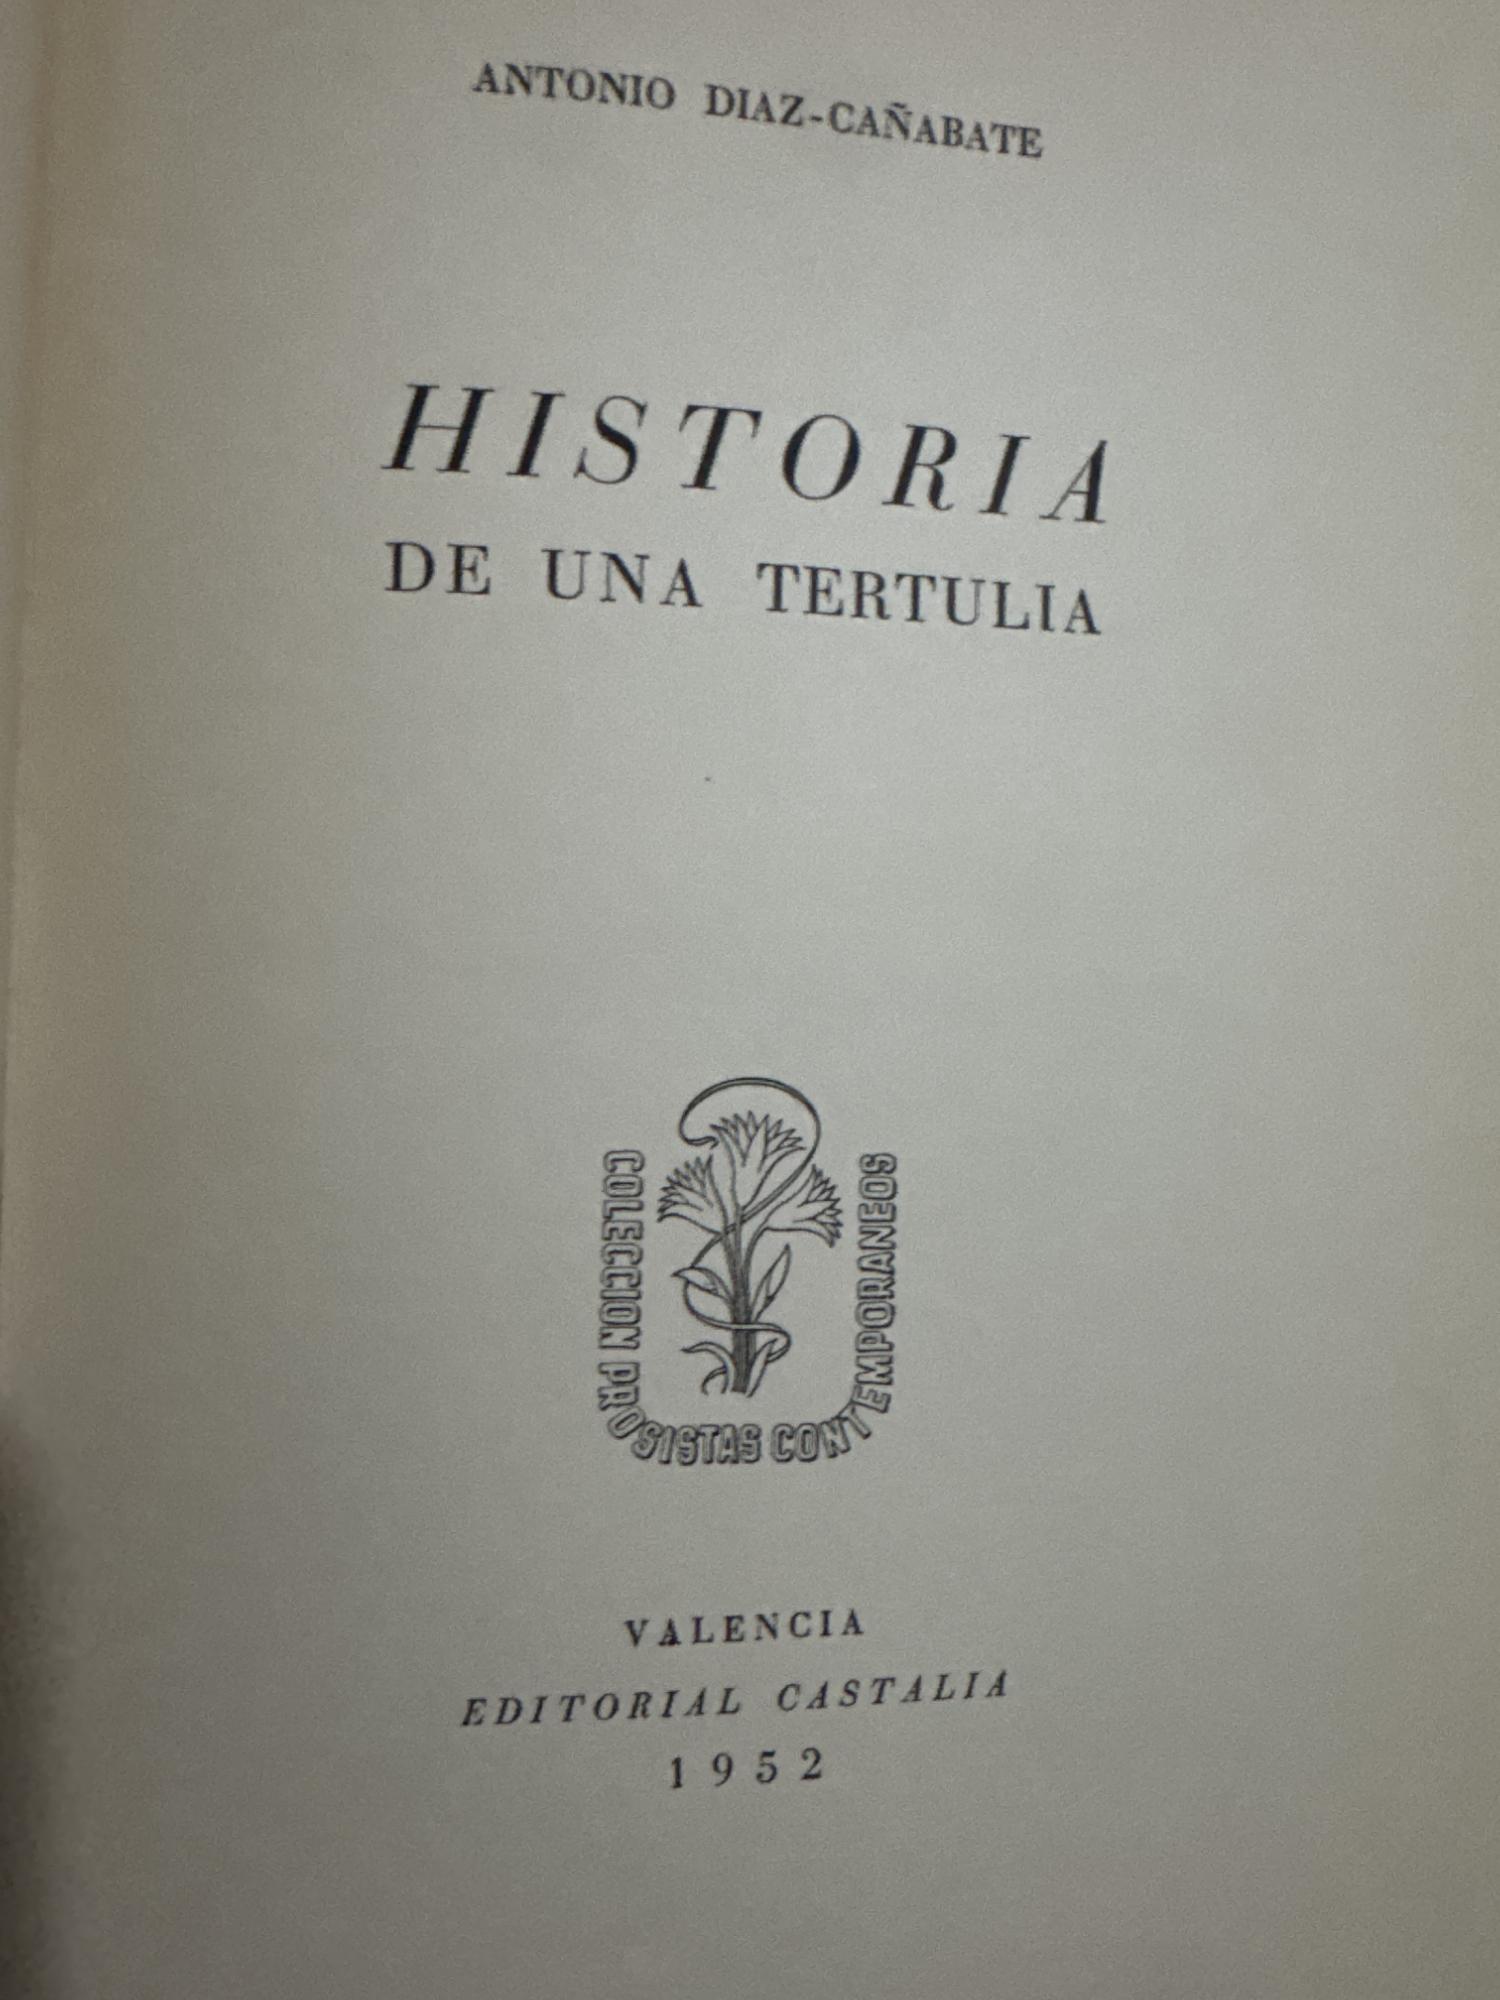 ANTONIO DIAZ-CAÑABATE
HISTORIA
DE UNA TERTULIA
COLECCION PROSISTAS CONTEMPORANEOS
VALENCIA
EDITORIAL CASTALIA
1952